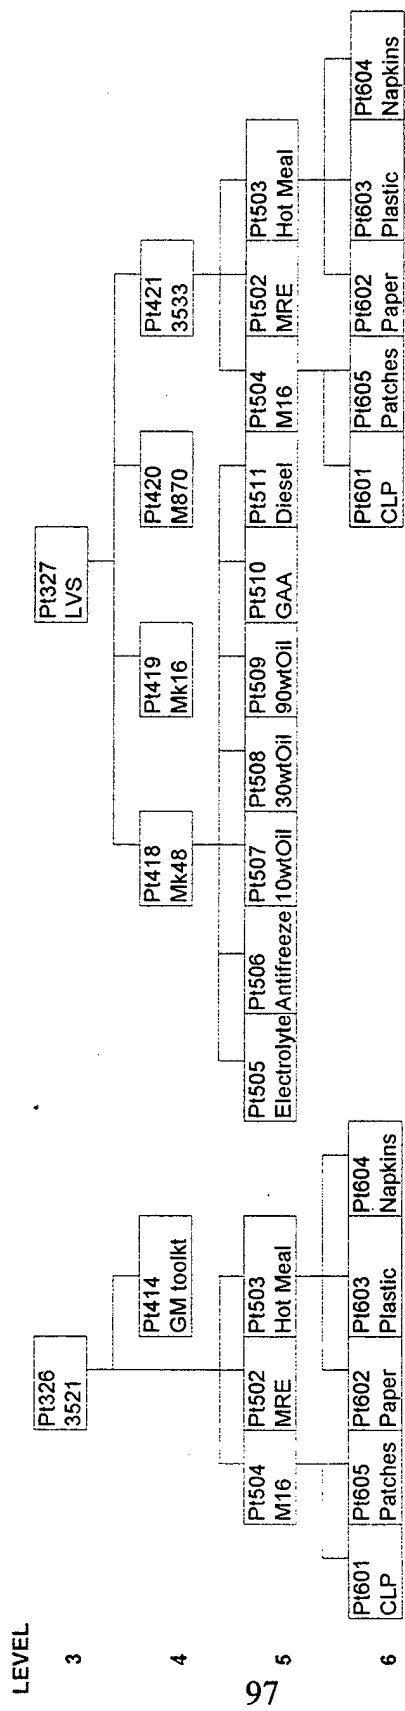 LEVEL
3
Pt326
3521
Pt327
LVS
4
Pt414
GM toolkt
Pt418
Mk48
Pt419
Mk16
Pt420
M870
Pt421
3533
5
Pt504
M16
Pt502
MRE
Pt503
Hot Meal
Pt505
Electrolyte
Pt506
Antifreeze
Pt507
10wtOil
Pt508
30wtOil
Pt509
90wtOil
Pt510
GAA
Pt511
Diesel
Pt504
M16
Pt502
MRE
Pt503
Hot Meal
6
Pt601
CLP
Pt605
Patches
Pt602
Paper
Pt603
Plastic
Pt604
Napkins
Pt601
CLP
Pt605
Patches
Pt602
Paper
Pt603
Plastic
Pt604
Napkins
97